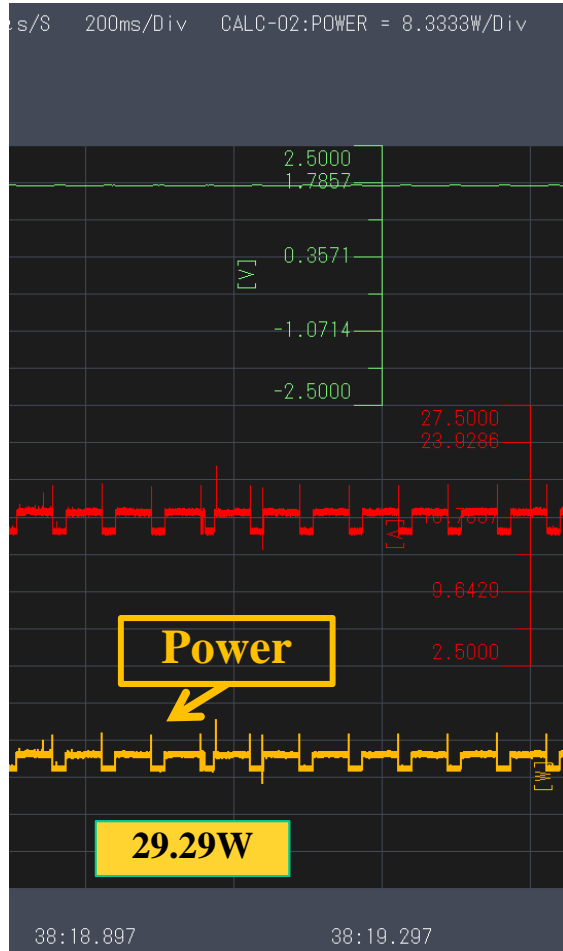 s/S 200ms/Div CALC-02:POWER = 8.3333W/Div
2.5000
1.7857
0.3571
[V]
-1.0714
-2.5000
27.5000
23.9286
[A]
9.6429
2.5000
Power
[W]
29.29W
38:18.897 38:19.297